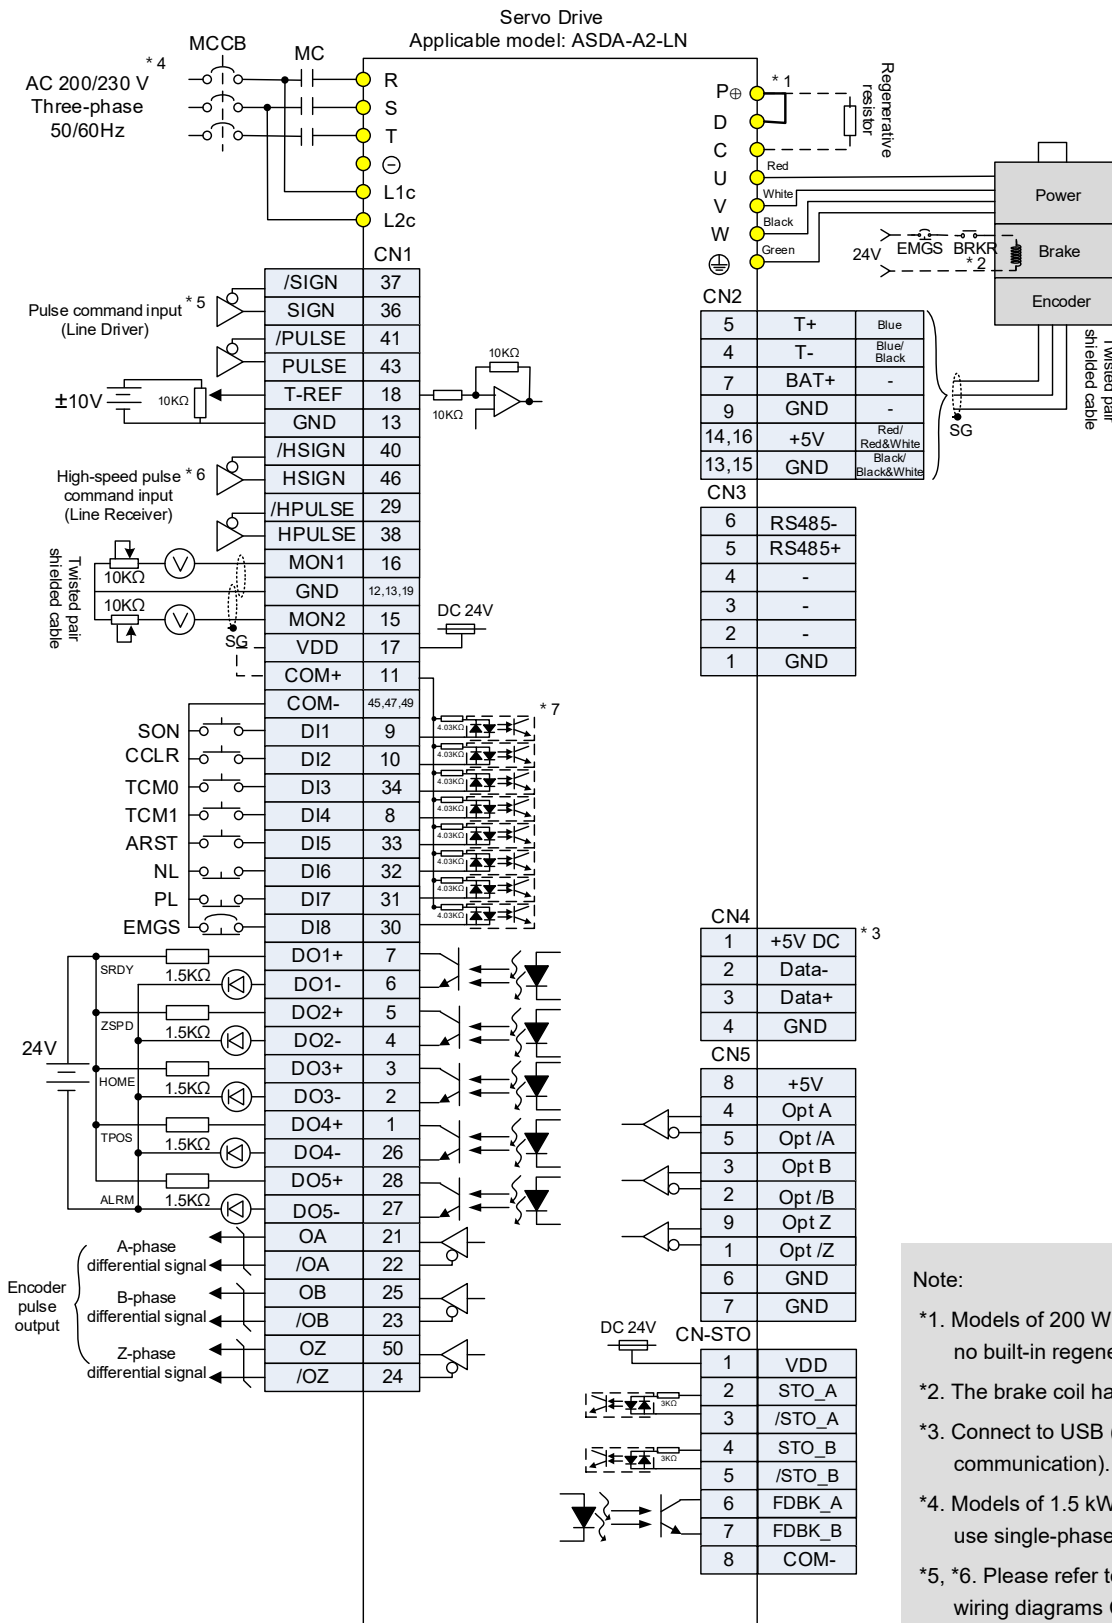 Servo Drive
Applicable model: ASDA-A2-LN
MCCB
MC
* 4
AC 200/230 V
Three-phase
50/60Hz
R
S
T
⊖
L1c
L2c
P⊕
* 1
D
C
Regenerative
resistor
U
Red
V
White
W
Black
Green
Power
24V
EMGS
BRKR
* 2
Brake
Encoder
Twisted pair
shielded cable
SG
CN1
/SIGN 37
SIGN 36
/PULSE 41
PULSE 43
T-REF 18
GND 13
/HSIGN 40
HSIGN 46
/HPULSE 29
HPULSE 38
MON1 16
GND 12,13,19
MON2 15
VDD 17
COM+ 11
COM- 45,47,49
DI1 9
DI2 10
DI3 34
DI4 8
DI5 33
DI6 32
DI7 31
DI8 30
DO1+ 7
DO1- 6
DO2+ 5
DO2- 4
DO3+ 3
DO3- 2
DO4+ 1
DO4- 26
DO5+ 28
DO5- 27
OA 21
/OA 22
OB 25
/OB 23
OZ 50
/OZ 24
Pulse command input * 5
(Line Driver)
±10V
10KΩ
10KΩ
10KΩ
High-speed pulse * 6
command input
(Line Receiver)
Twisted pair
shielded cable
10KΩ
V
10KΩ
V
SG
DC 24V
* 7
SON
CCLR
TCM0
TCM1
ARST
NL
PL
EMGS
4.03KΩ
4.03KΩ
4.03KΩ
4.03KΩ
4.03KΩ
4.03KΩ
4.03KΩ
4.03KΩ
24V
SRDY
1.5KΩ
ZSPD
1.5KΩ
HOME
1.5KΩ
TPOS
1.5KΩ
ALRM
1.5KΩ
Encoder
pulse
output
A-phase
differential signal
B-phase
differential signal
Z-phase
differential signal
CN2
5 T+ Blue
4 T- Blue/
Black
7 BAT+ -
9 GND -
14,16 +5V Red/
Red&White
13,15 GND Black/
Black&White
CN3
6 RS485-
5 RS485+
4 -
3 -
2 -
1 GND
CN4
* 3
1 +5V DC
2 Data-
3 Data+
4 GND
CN5
8 +5V
4 Opt A
5 Opt /A
3 Opt B
2 Opt /B
9 Opt Z
1 Opt /Z
6 GND
7 GND
DC 24V
CN-STO
1 VDD
2 STO_A
3 /STO_A
4 STO_B
5 /STO_B
6 FDBK_A
7 FDBK_B
8 COM-
3KΩ
3KΩ
Note:
*1. Models of 200 W
no built-in regene
*2. The brake coil ha
*3. Connect to USB (
communication).
*4. Models of 1.5 kW
use single-phase
*5, *6. Please refer to
wiring diagrams